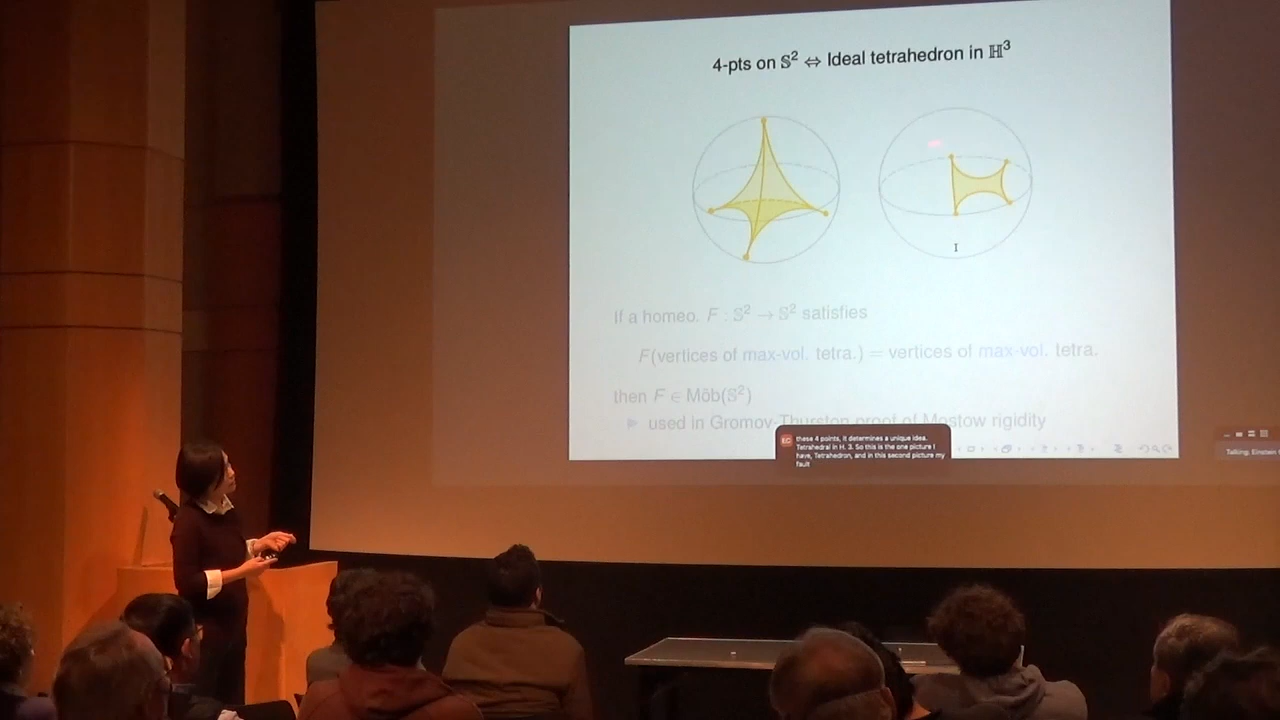 4-pts on 𝕊² ⇔ Ideal tetrahedron in ℍ³
If a homeo. F : 𝕊² → 𝕊² satisfies
F(vertices of max-vol. tetra.) = vertices of max-vol. tetra.
then F ∈ Möb(𝕊²)
▶ used in Gromov-Thurston proof of Mostow rigidity
EC
these 4 points, it determines a unique idea.
Tetrahedral in H. 3. So this is the one picture I
have, Tetrahedron, and in this second picture my
fault
Talking: Einstein